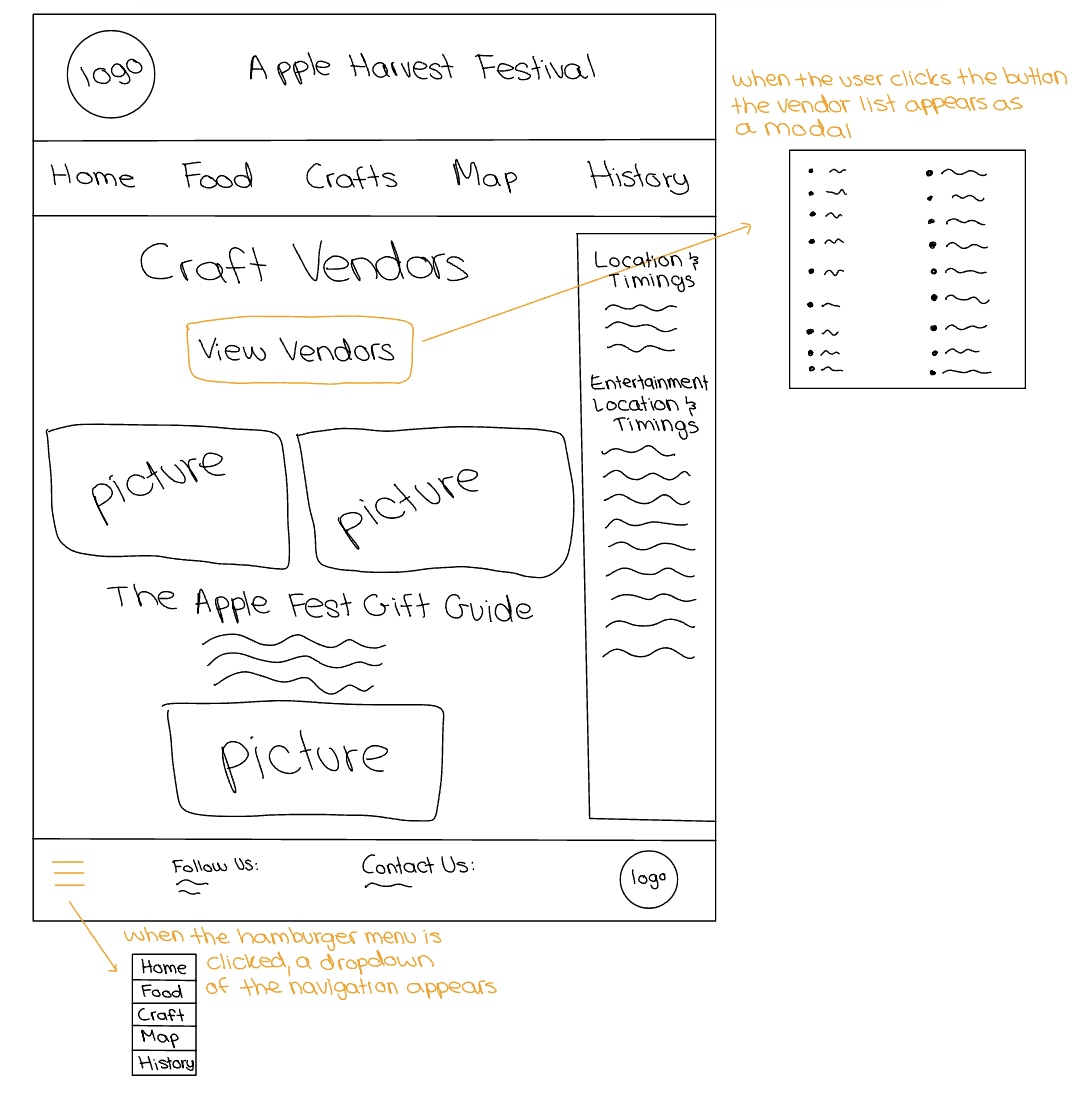 logo
Apple Harvest Festival
Home Food Crafts Map History
Craft Vendors
View Vendors
picture
picture
The Apple Fest Gift Guide
picture
Location &
Timings
Entertainment
Location &
Timings
Follow Us:
Contact Us:
logo
when the user clicks the button
the vendor list appears as
a modal
when the hamburger menu is
clicked, a dropdown
of the navigation appears
Home
Food
Craft
Map
History